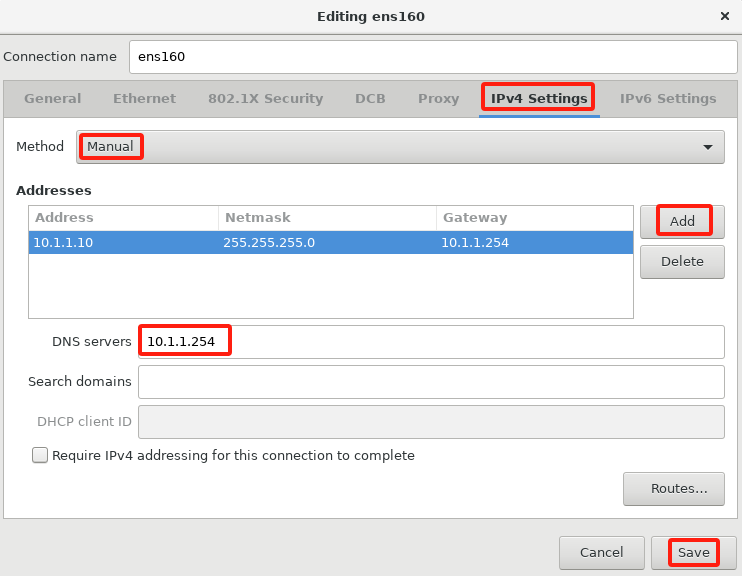 Editing ens160
Connection name ens160
General Ethernet 802.1X Security DCB Proxy IPv4 Settings IPv6 Settings
Method Manual
Addresses
Address Netmask Gateway
10.1.1.10 255.255.255.0 10.1.1.254
Add
Delete
DNS servers 10.1.1.254
Search domains
DHCP client ID
Require IPv4 addressing for this connection to complete
Routes...
Cancel Save